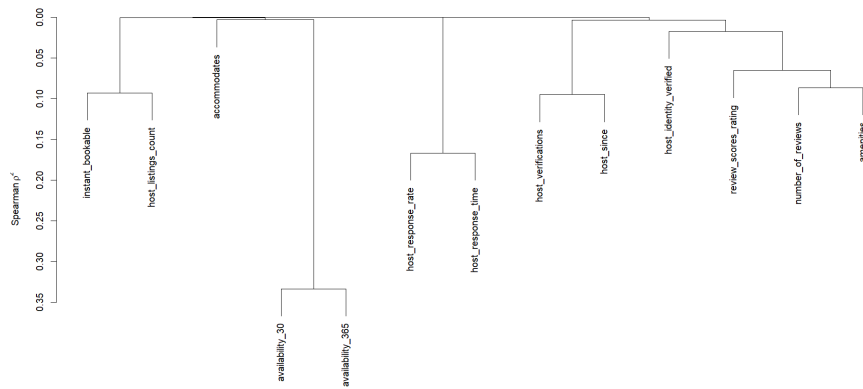 Spearman ρ²
0.00
0.05
0.10
0.15
0.20
0.25
0.30
0.35
instant_bookable
host_listings_count
accommodates
availability_30
availability_365
host_response_rate
host_response_time
host_verifications
host_since
host_identity_verified
review_scores_rating
number_of_reviews
amenities